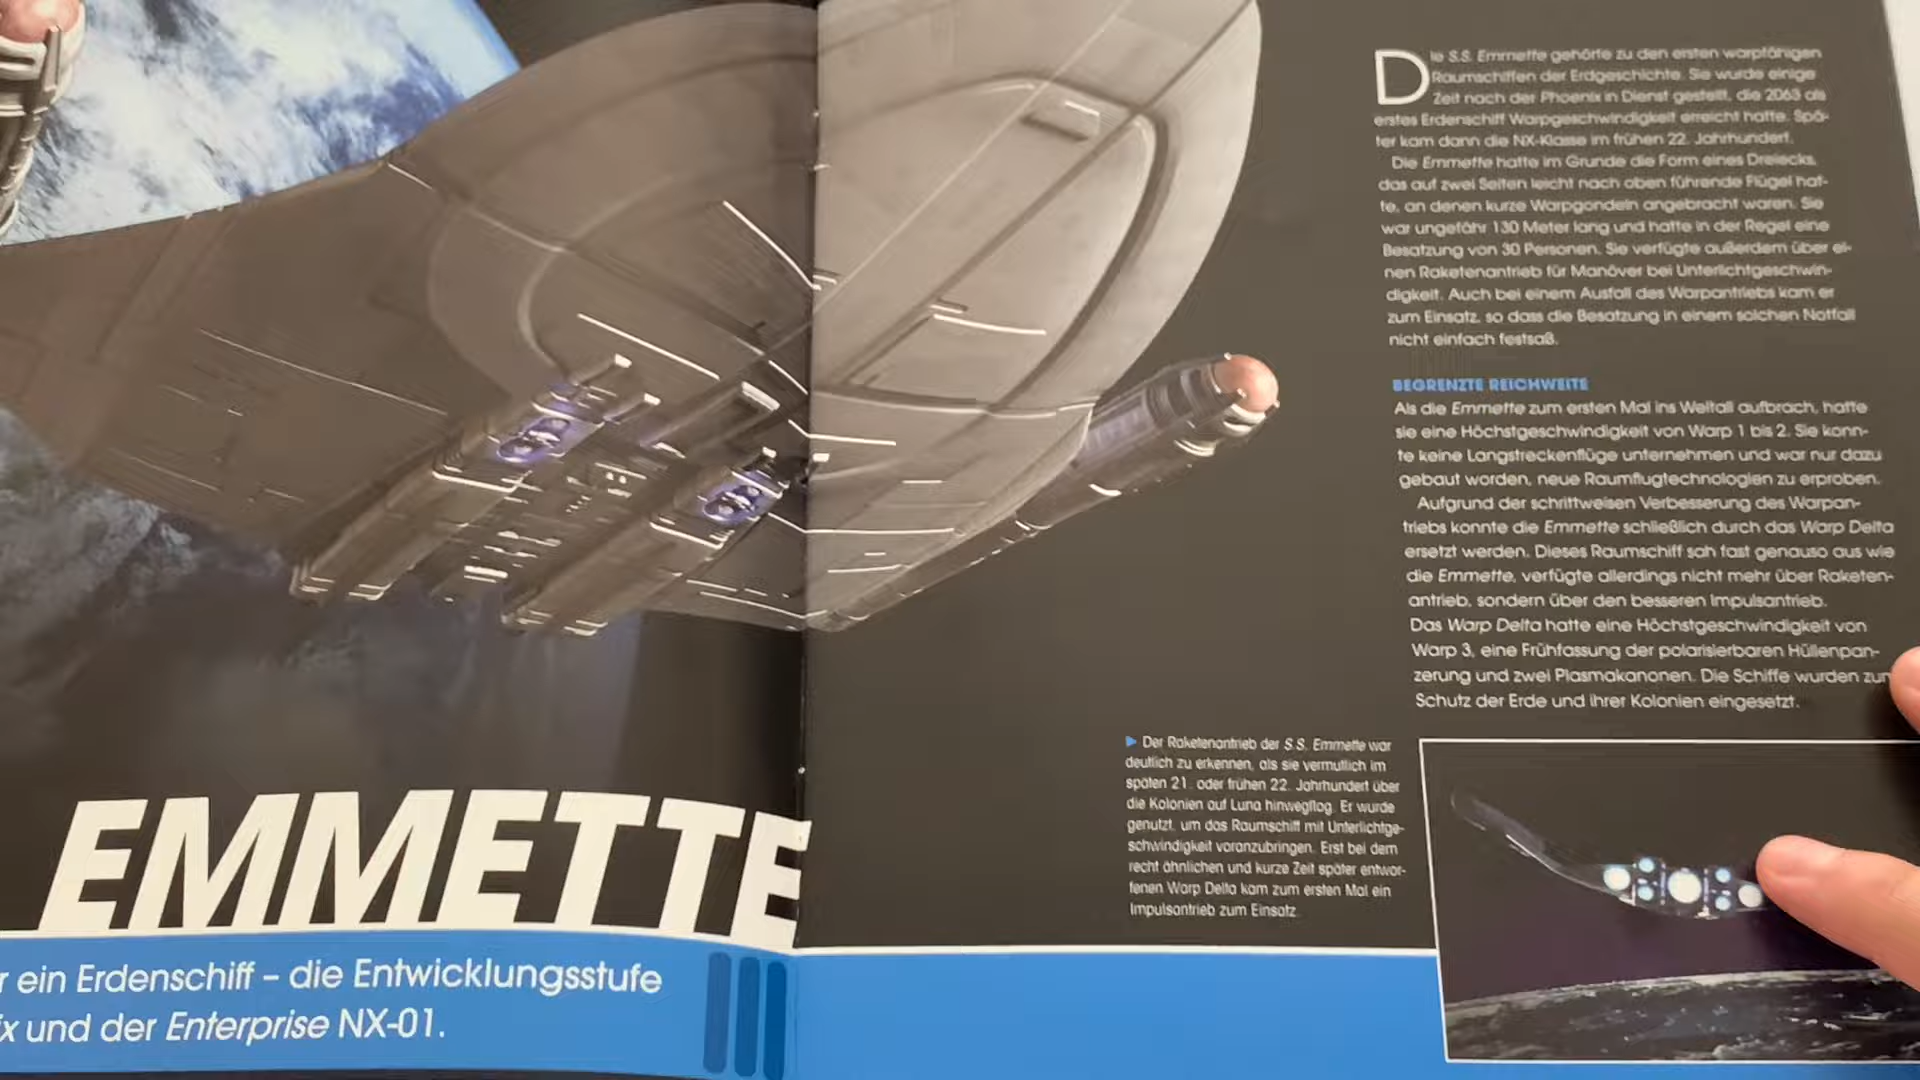 EMMETTE
r ein Erdenschiff – die Entwicklungsstufe
ix und der Enterprise NX-01.
Die S.S. Emmette gehörte zu den ersten warpfähigen
Raumschiffen der Erdgeschichte. Sie wurde einige
Zeit nach der Phoenix in Dienst gestellt, die 2063 als
erstes Erdenschiff Warpgeschwindigkeit erreicht hatte. Spä-
ter kam dann die NX-Klasse im frühen 22. Jahrhundert.
Die Emmette hatte im Grunde die Form eines Dreiecks,
das auf zwei Seiten leicht nach oben führende Flügel hat-
te, an denen kurze Warpgondeln angebracht waren. Sie
war ungefähr 130 Meter lang und hatte in der Regel eine
Besatzung von 30 Personen. Sie verfügte außerdem über ei-
nen Raketenantrieb für Manöver bei Unterlichtgeschwin-
digkeit. Auch bei einem Ausfall des Warpantriebs kam er
zum Einsatz, so dass die Besatzung in einem solchen Notfall
nicht einfach festsaß.
BEGRENZTE REICHWEITE
Als die Emmette zum ersten Mal ins Weltall aufbrach, hatte
sie eine Höchstgeschwindigkeit von Warp 1 bis 2. Sie konn-
te keine Langstreckenflüge unternehmen und war nur dazu
gebaut worden, neue Raumflugtechnologien zu erproben.
Aufgrund der schrittweisen Verbesserung des Warpan-
triebs konnte die Emmette schließlich durch das Warp Delta
ersetzt werden. Dieses Raumschiff sah fast genauso aus wie
die Emmette, verfügte allerdings nicht mehr über Raketen-
antrieb, sondern über den besseren Impulsantrieb.
Das Warp Delta hatte eine Höchstgeschwindigkeit von
Warp 3, eine Frühfassung der polarisierbaren Hüllenpan-
zerung und zwei Plasmakanonen. Die Schiffe wurden zum
Schutz der Erde und ihrer Kolonien eingesetzt.
Der Raketenantrieb der S.S. Emmette war
deutlich zu erkennen, als sie vermutlich im
späten 21. oder frühen 22. Jahrhundert über
die Kolonien auf Luna hinwegflog. Er wurde
genutzt, um das Raumschiff mit Unterlichtge-
schwindigkeit voranzubringen. Erst bei dem
recht ähnlichen und kurze Zeit später entwor-
fenen Warp Delta kam zum ersten Mal ein
Impulsantrieb zum Einsatz.